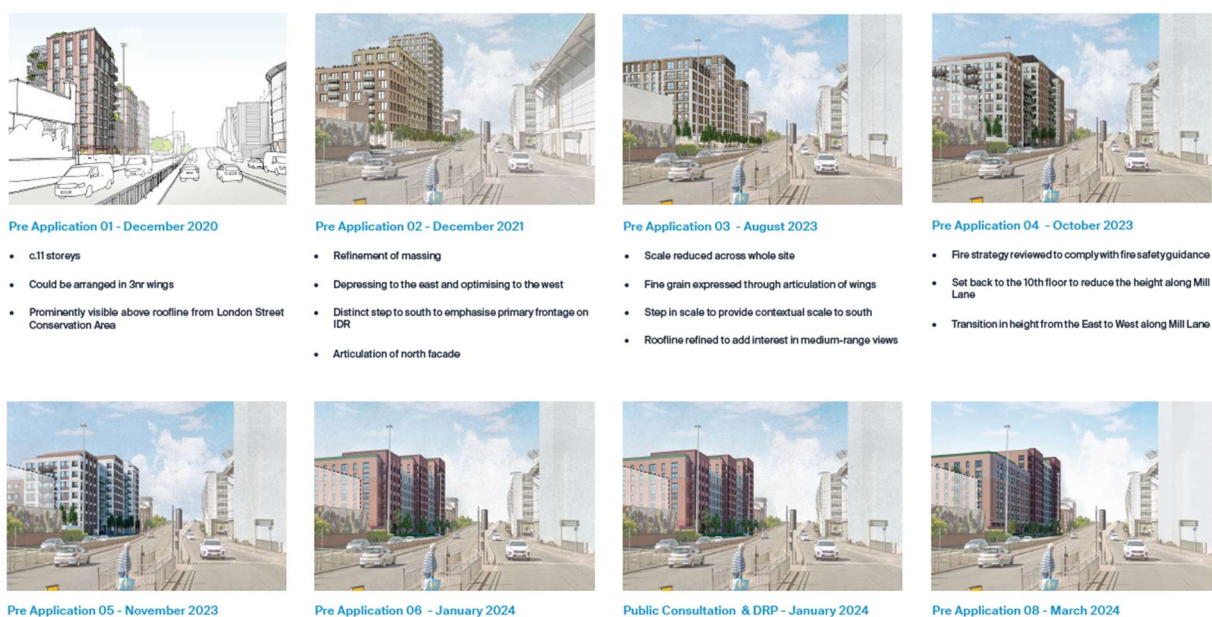 Pre Application 01 - December 2020
• c.11 storeys
• Could be arranged in 3nr wings
• Prominently visible above roofline from London Street
Conservation Area
Pre Application 02 - December 2021
• Refinement of massing
• Depressing to the east and optimising to the west
• Distinct step to south to emphasise primary frontage on
IDR
• Articulation of north facade
Pre Application 03 - August 2023
• Scale reduced across whole site
• Fine grain expressed through articulation of wings
• Step in scale to provide contextual scale to south
• Roofline refined to add interest in medium-range views
Pre Application 04 - October 2023
• Fire strategy reviewed to comply with fire safety guidance
• Set back to the 10th floor to reduce the height along Mill
Lane
• Transition in height from the East to West along Mill Lane
Pre Application 05 - November 2023
Pre Application 06 - January 2024
Public Consultation & DRP - January 2024
Pre Application 08 - March 2024